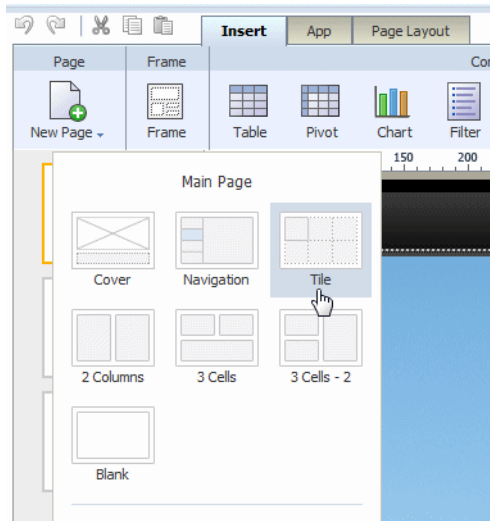 Insert App Page Layout
Page Frame
New Page Frame Table Pivot Chart Filter
150 200
Main Page
Cover Navigation Tile
2 Columns 3 Cells 3 Cells - 2
Blank